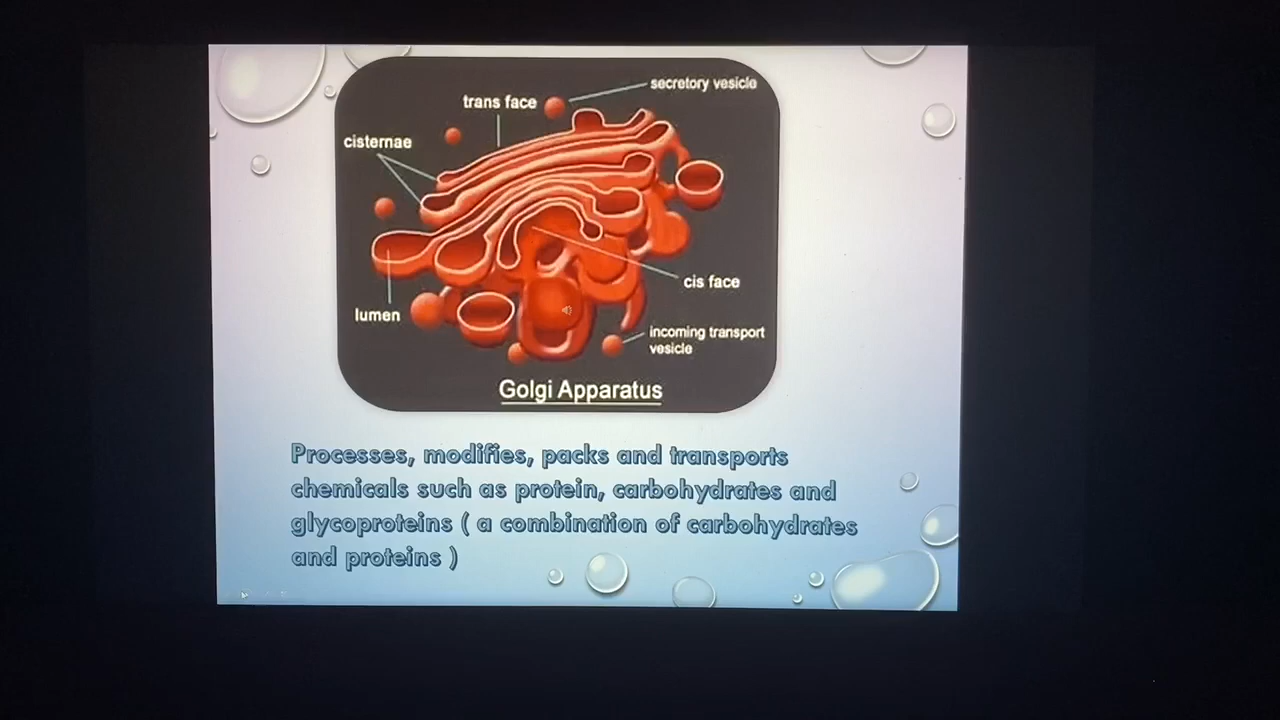 secretory vesicle
trans face
cisternae
cis face
lumen
incoming transport
vesicle
Golgi Apparatus
Processes, modifies, packs and transports
chemicals such as protein, carbohydrates and
glycoproteins ( a combination of carbohydrates
and proteins )